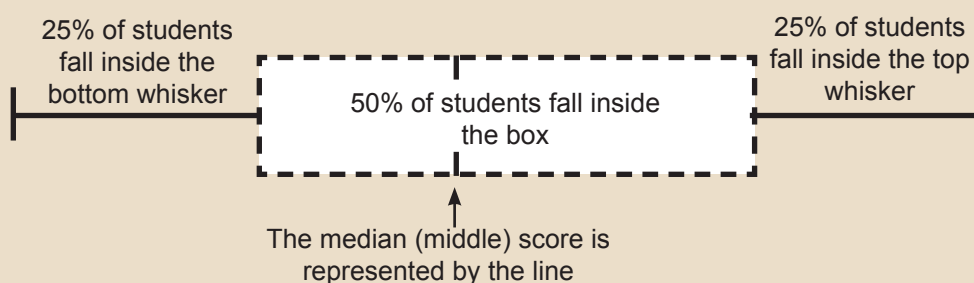 25% of students
fall inside the
bottom whisker
50% of students fall inside
the box
25% of students
fall inside the top
whisker
The median (middle) score is
represented by the line